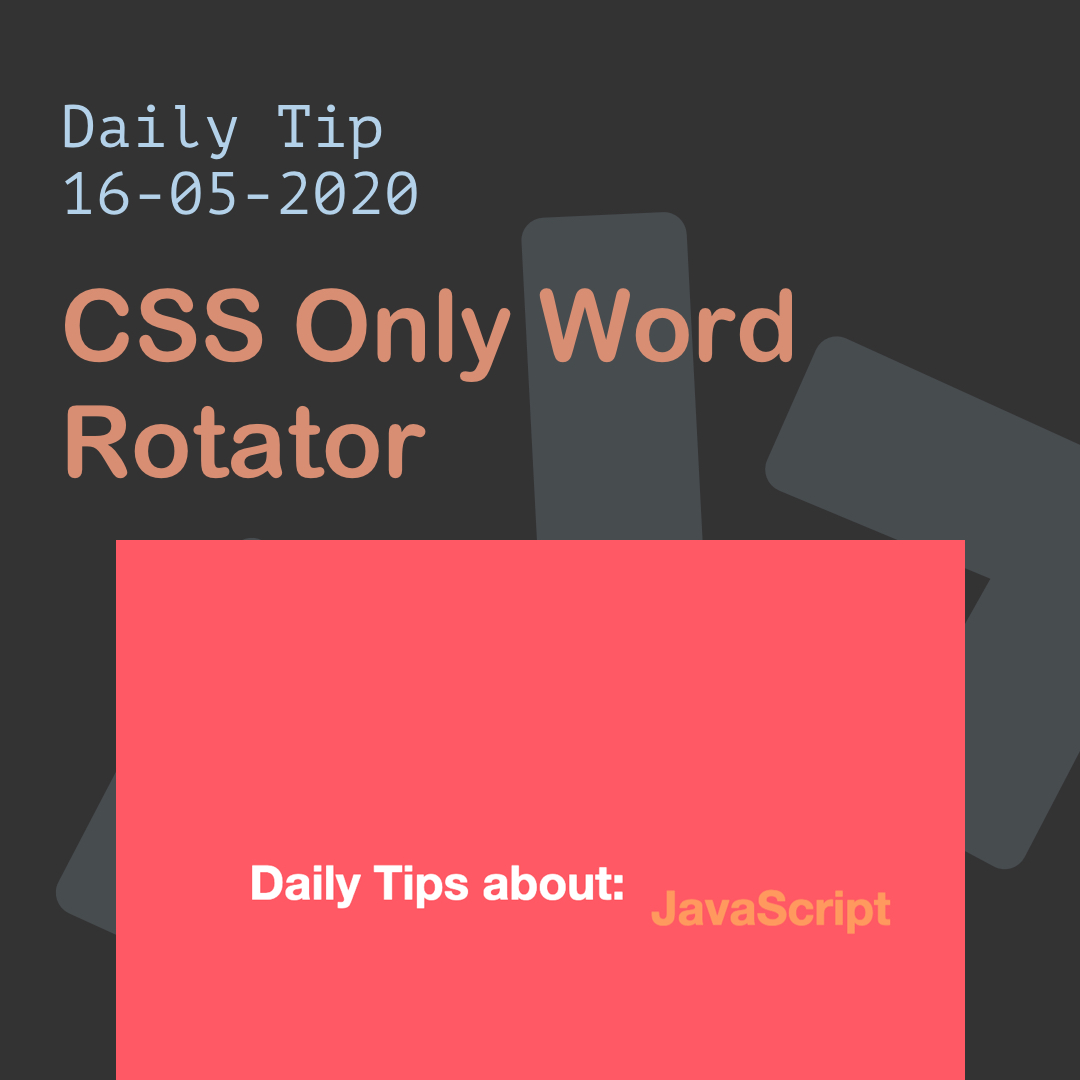 Daily Tip
16-05-2020
CSS Only Word
Rotator
Daily Tips about:
JavaScript